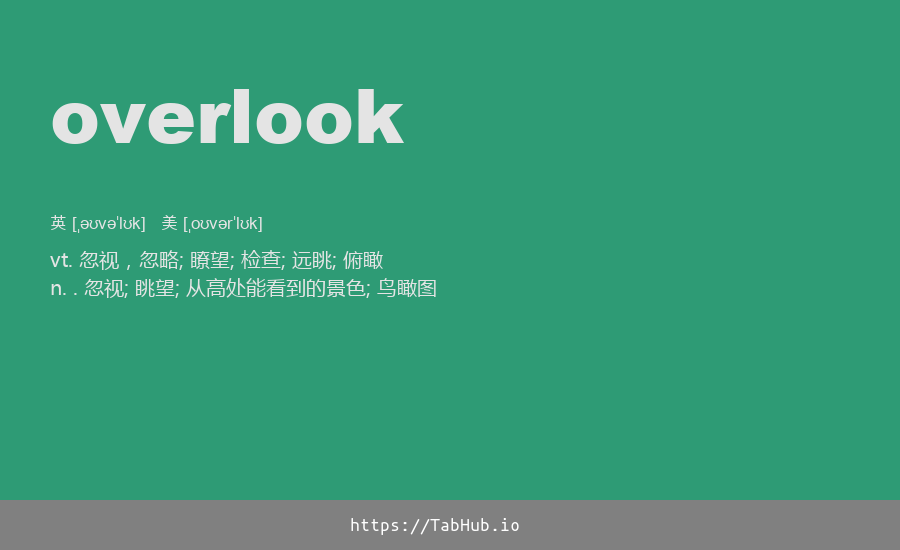 overlook
英 [ˌəʊvəˈlʊk] 美 [ˌoʊvərˈlʊk]
vt. 忽视，忽略; 瞭望; 检查; 远眺; 俯瞰
n. . 忽视; 眺望; 从高处能看到的景色; 鸟瞰图
https://TabHub.io